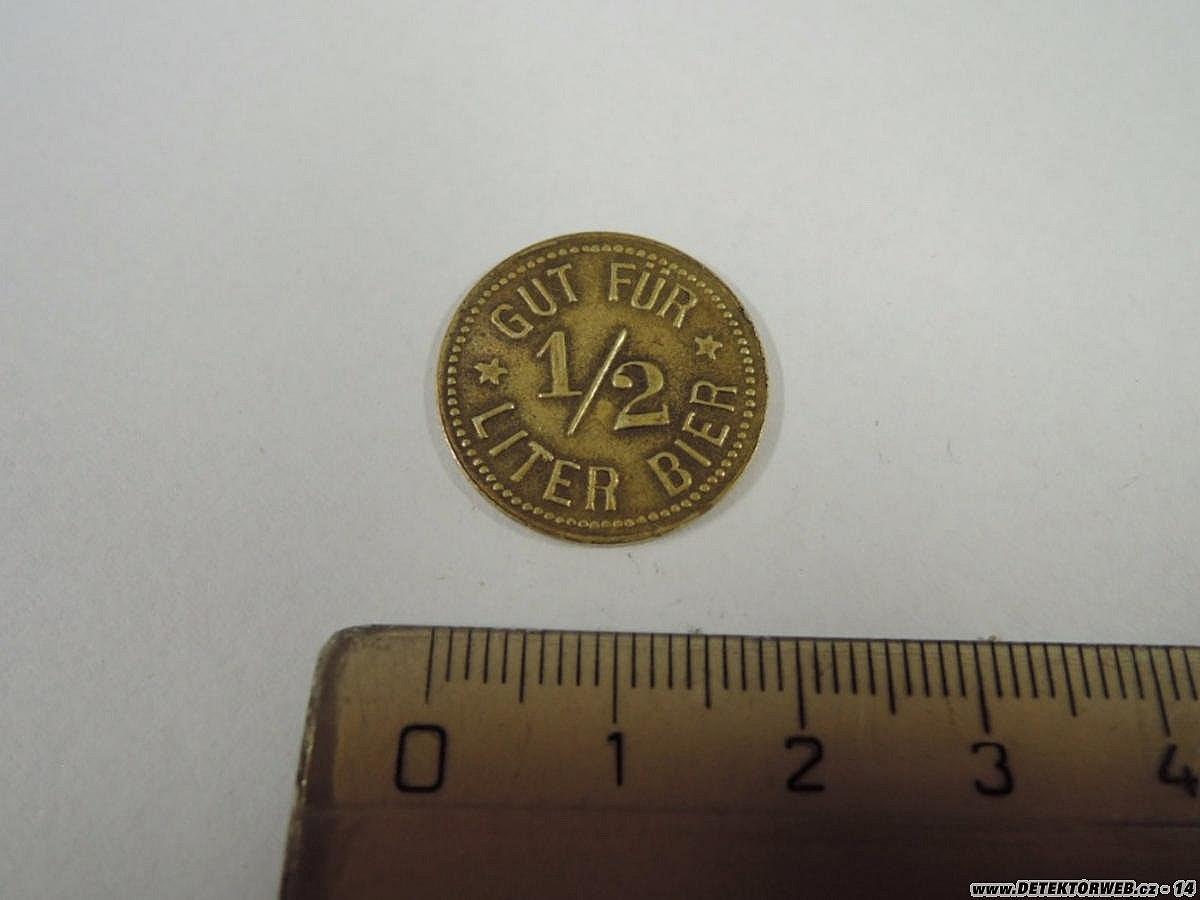 GUT FÜR
1/2
LITER BIER
0 1 2 3 4
www.DETEKTORWEB.cz - 14